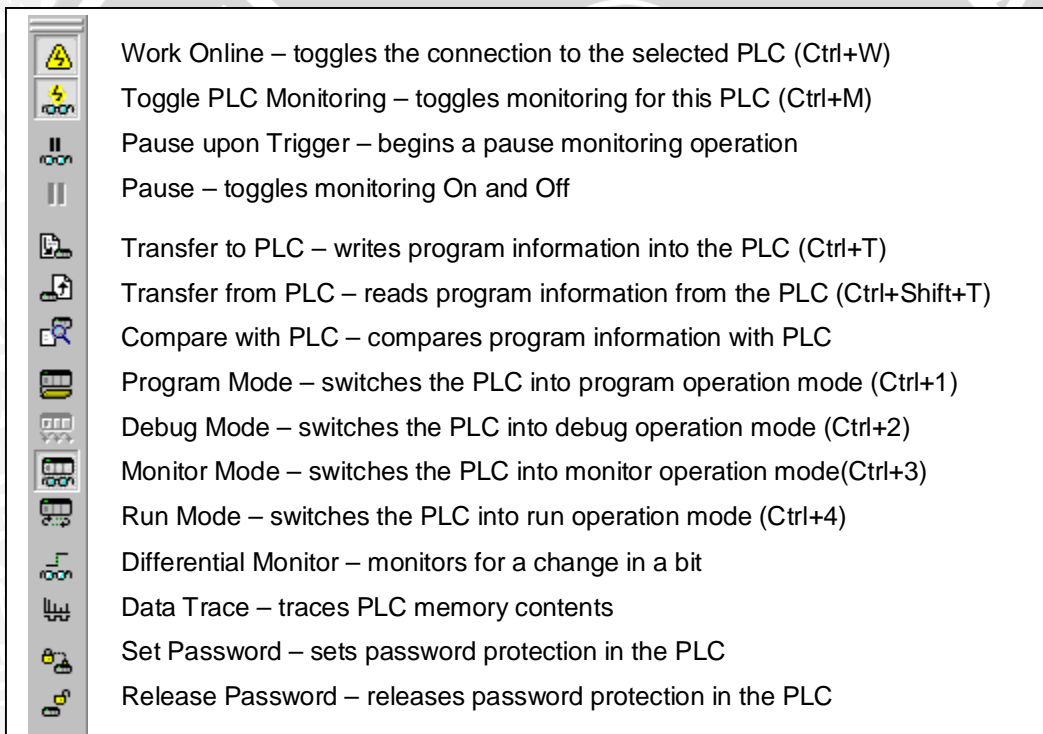 Work Online – toggles the connection to the selected PLC (Ctrl+W)
Toggle PLC Monitoring – toggles monitoring for this PLC (Ctrl+M)
Pause upon Trigger – begins a pause monitoring operation
Pause – toggles monitoring On and Off
Transfer to PLC – writes program information into the PLC (Ctrl+T)
Transfer from PLC – reads program information from the PLC (Ctrl+Shift+T)
Compare with PLC – compares program information with PLC
Program Mode – switches the PLC into program operation mode (Ctrl+1)
Debug Mode – switches the PLC into debug operation mode (Ctrl+2)
Monitor Mode – switches the PLC into monitor operation mode(Ctrl+3)
Run Mode – switches the PLC into run operation mode (Ctrl+4)
Differential Monitor – monitors for a change in a bit
Data Trace – traces PLC memory contents
Set Password – sets password protection in the PLC
Release Password – releases password protection in the PLC